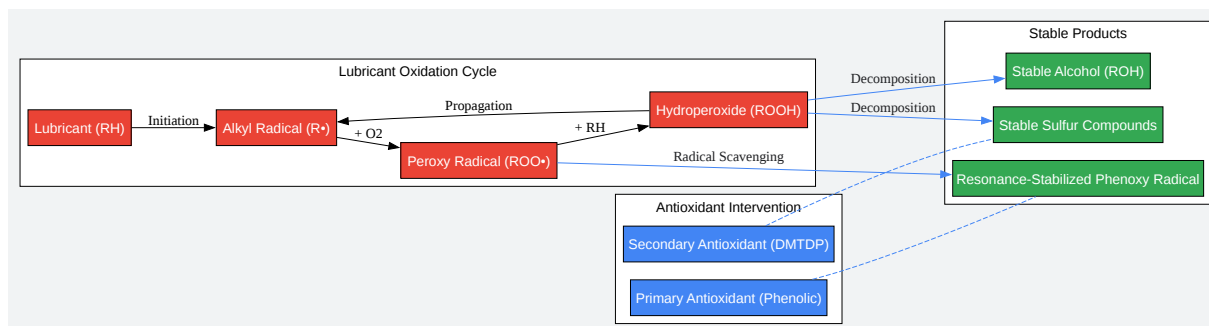 Lubricant Oxidation Cycle
Lubricant (RH)
Initiation
Alkyl Radical (R•)
+ O2
Propagation
Peroxy Radical (ROO•)
+ RH
Hydroperoxide (ROOH)
Decomposition
Decomposition
Radical Scavenging
Stable Products
Stable Alcohol (ROH)
Stable Sulfur Compounds
Resonance-Stabilized Phenoxy Radical
Antioxidant Intervention
Secondary Antioxidant (DMTDP)
Primary Antioxidant (Phenolic)